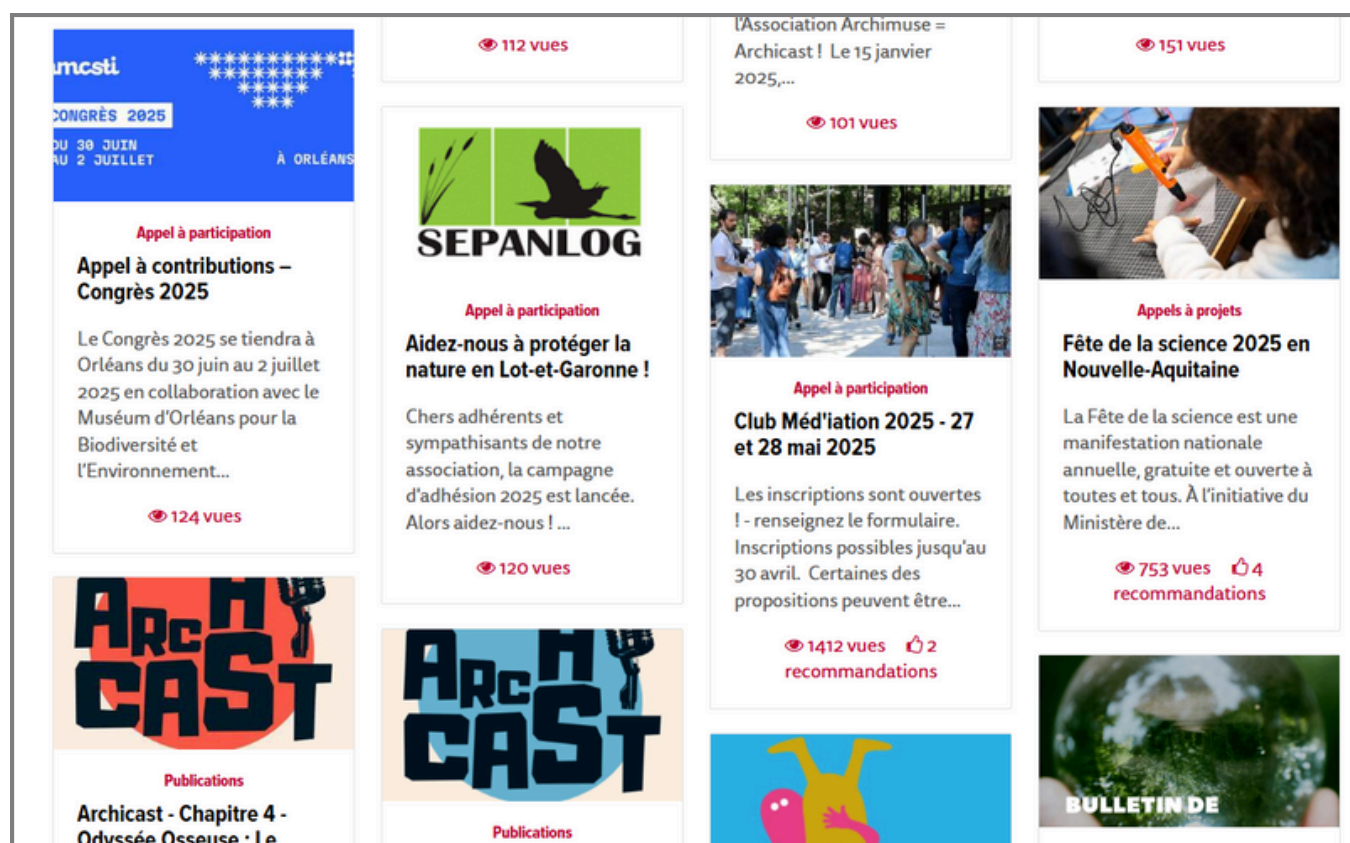 amcsti
CONGRÈS 2025
DU 30 JUIN
AU 2 JUILLET
À ORLÉANS
Appel à participation
Appel à contributions –
Congrès 2025
Le Congrès 2025 se tiendra à
Orléans du 30 juin au 2 juillet
2025 en collaboration avec le
Muséum d'Orléans pour la
Biodiversité et
l'Environnement...
124 vues
ARCHI
CAST
Publications
Archicast - Chapitre 4 -
Odyssée Osseuse : Le
112 vues
SEPANLOG
Appel à participation
Aidez-nous à protéger la
nature en Lot-et-Garonne !
Chers adhérents et
sympathisants de notre
association, la campagne
d'adhésion 2025 est lancée.
Alors aidez-nous ! ...
120 vues
ARCHI
CAST
Publications
l'Association Archimuse =
Archicast ! Le 15 janvier
2025,...
101 vues
Appel à participation
Club Méd'iation 2025 - 27
et 28 mai 2025
Les inscriptions sont ouvertes
! - renseignez le formulaire.
Inscriptions possibles jusqu'au
30 avril. Certaines des
propositions peuvent être...
1412 vues 2
recommandations
151 vues
Appels à projets
Fête de la science 2025 en
Nouvelle-Aquitaine
La Fête de la science est une
manifestation nationale
annuelle, gratuite et ouverte à
toutes et tous. À l'initiative du
Ministère de...
753 vues 4
recommandations
BULLETIN DE